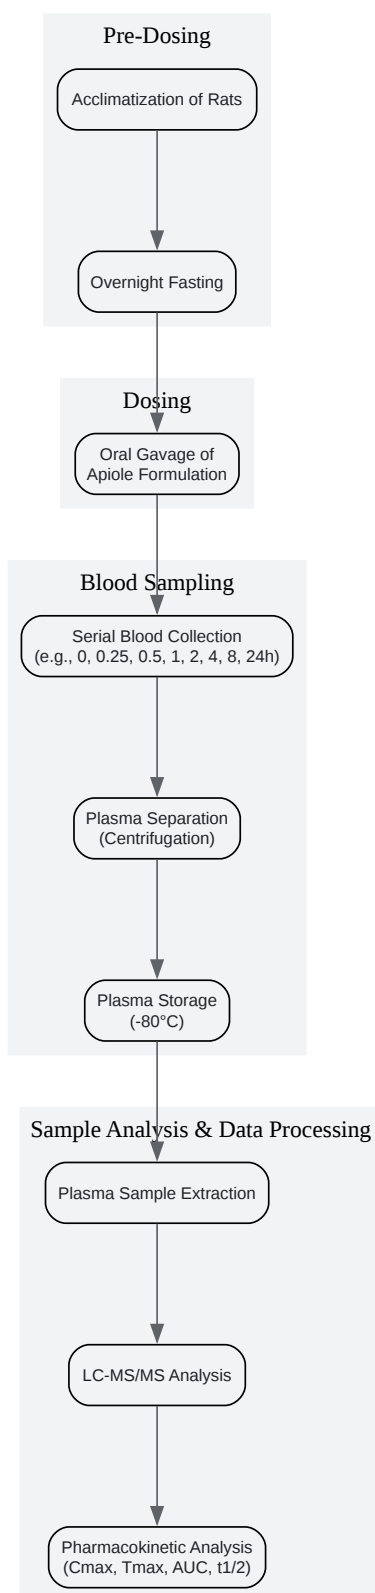 Pre-Dosing
Acclimatization of Rats
Overnight Fasting
Dosing
Oral Gavage of
Apiole Formulation
Blood Sampling
Serial Blood Collection
(e.g., 0, 0.25, 0.5, 1, 2, 4, 8, 24h)
Plasma Separation
(Centrifugation)
Plasma Storage
(-80°C)
Sample Analysis & Data Processing
Plasma Sample Extraction
LC-MS/MS Analysis
Pharmacokinetic Analysis
(Cmax, Tmax, AUC, t1/2)